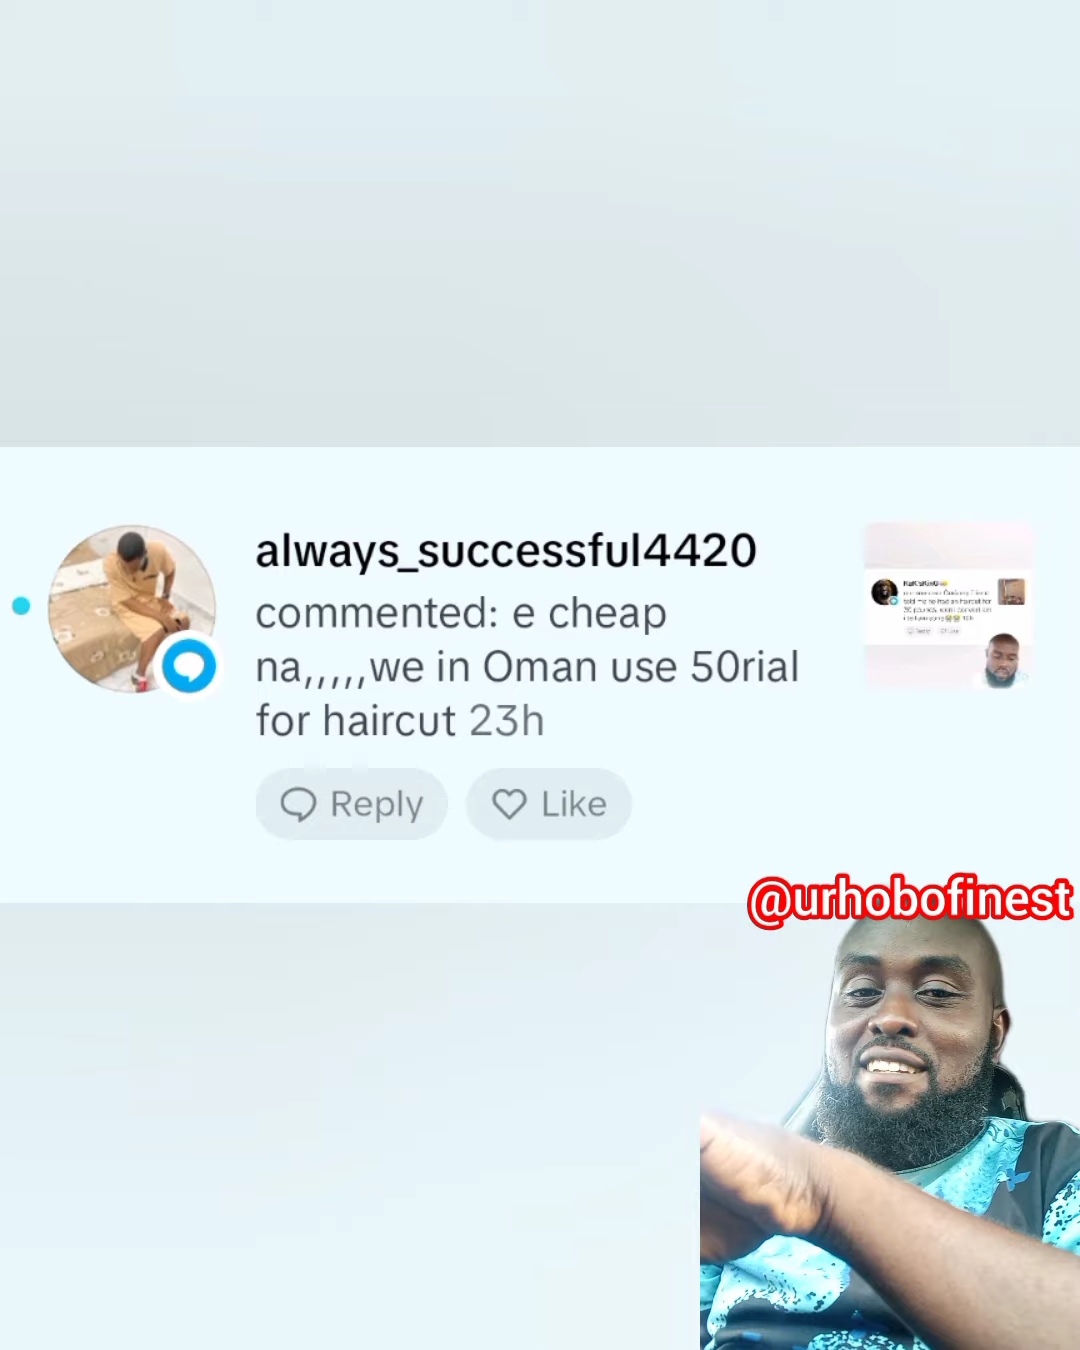 always_successful4420
commented: e cheap
na,,,,,we in Oman use 50rial
for haircut 23h
Reply
Like
@urhobofinest